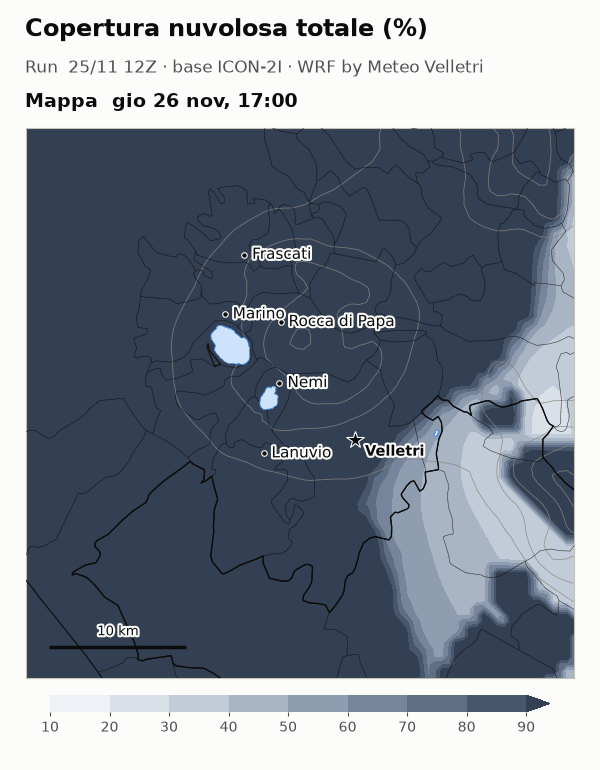 Copertura nuvolosa totale (%)
Run  25/11 12Z · base ICON-2I · WRF by Meteo Velletri
Mappa  gio 26 nov, 17:00
Frascati
Marino
Rocca di Papa
Nemi
Velletri
Lanuvio
10 km
10 20 30 40 50 60 70 80 90